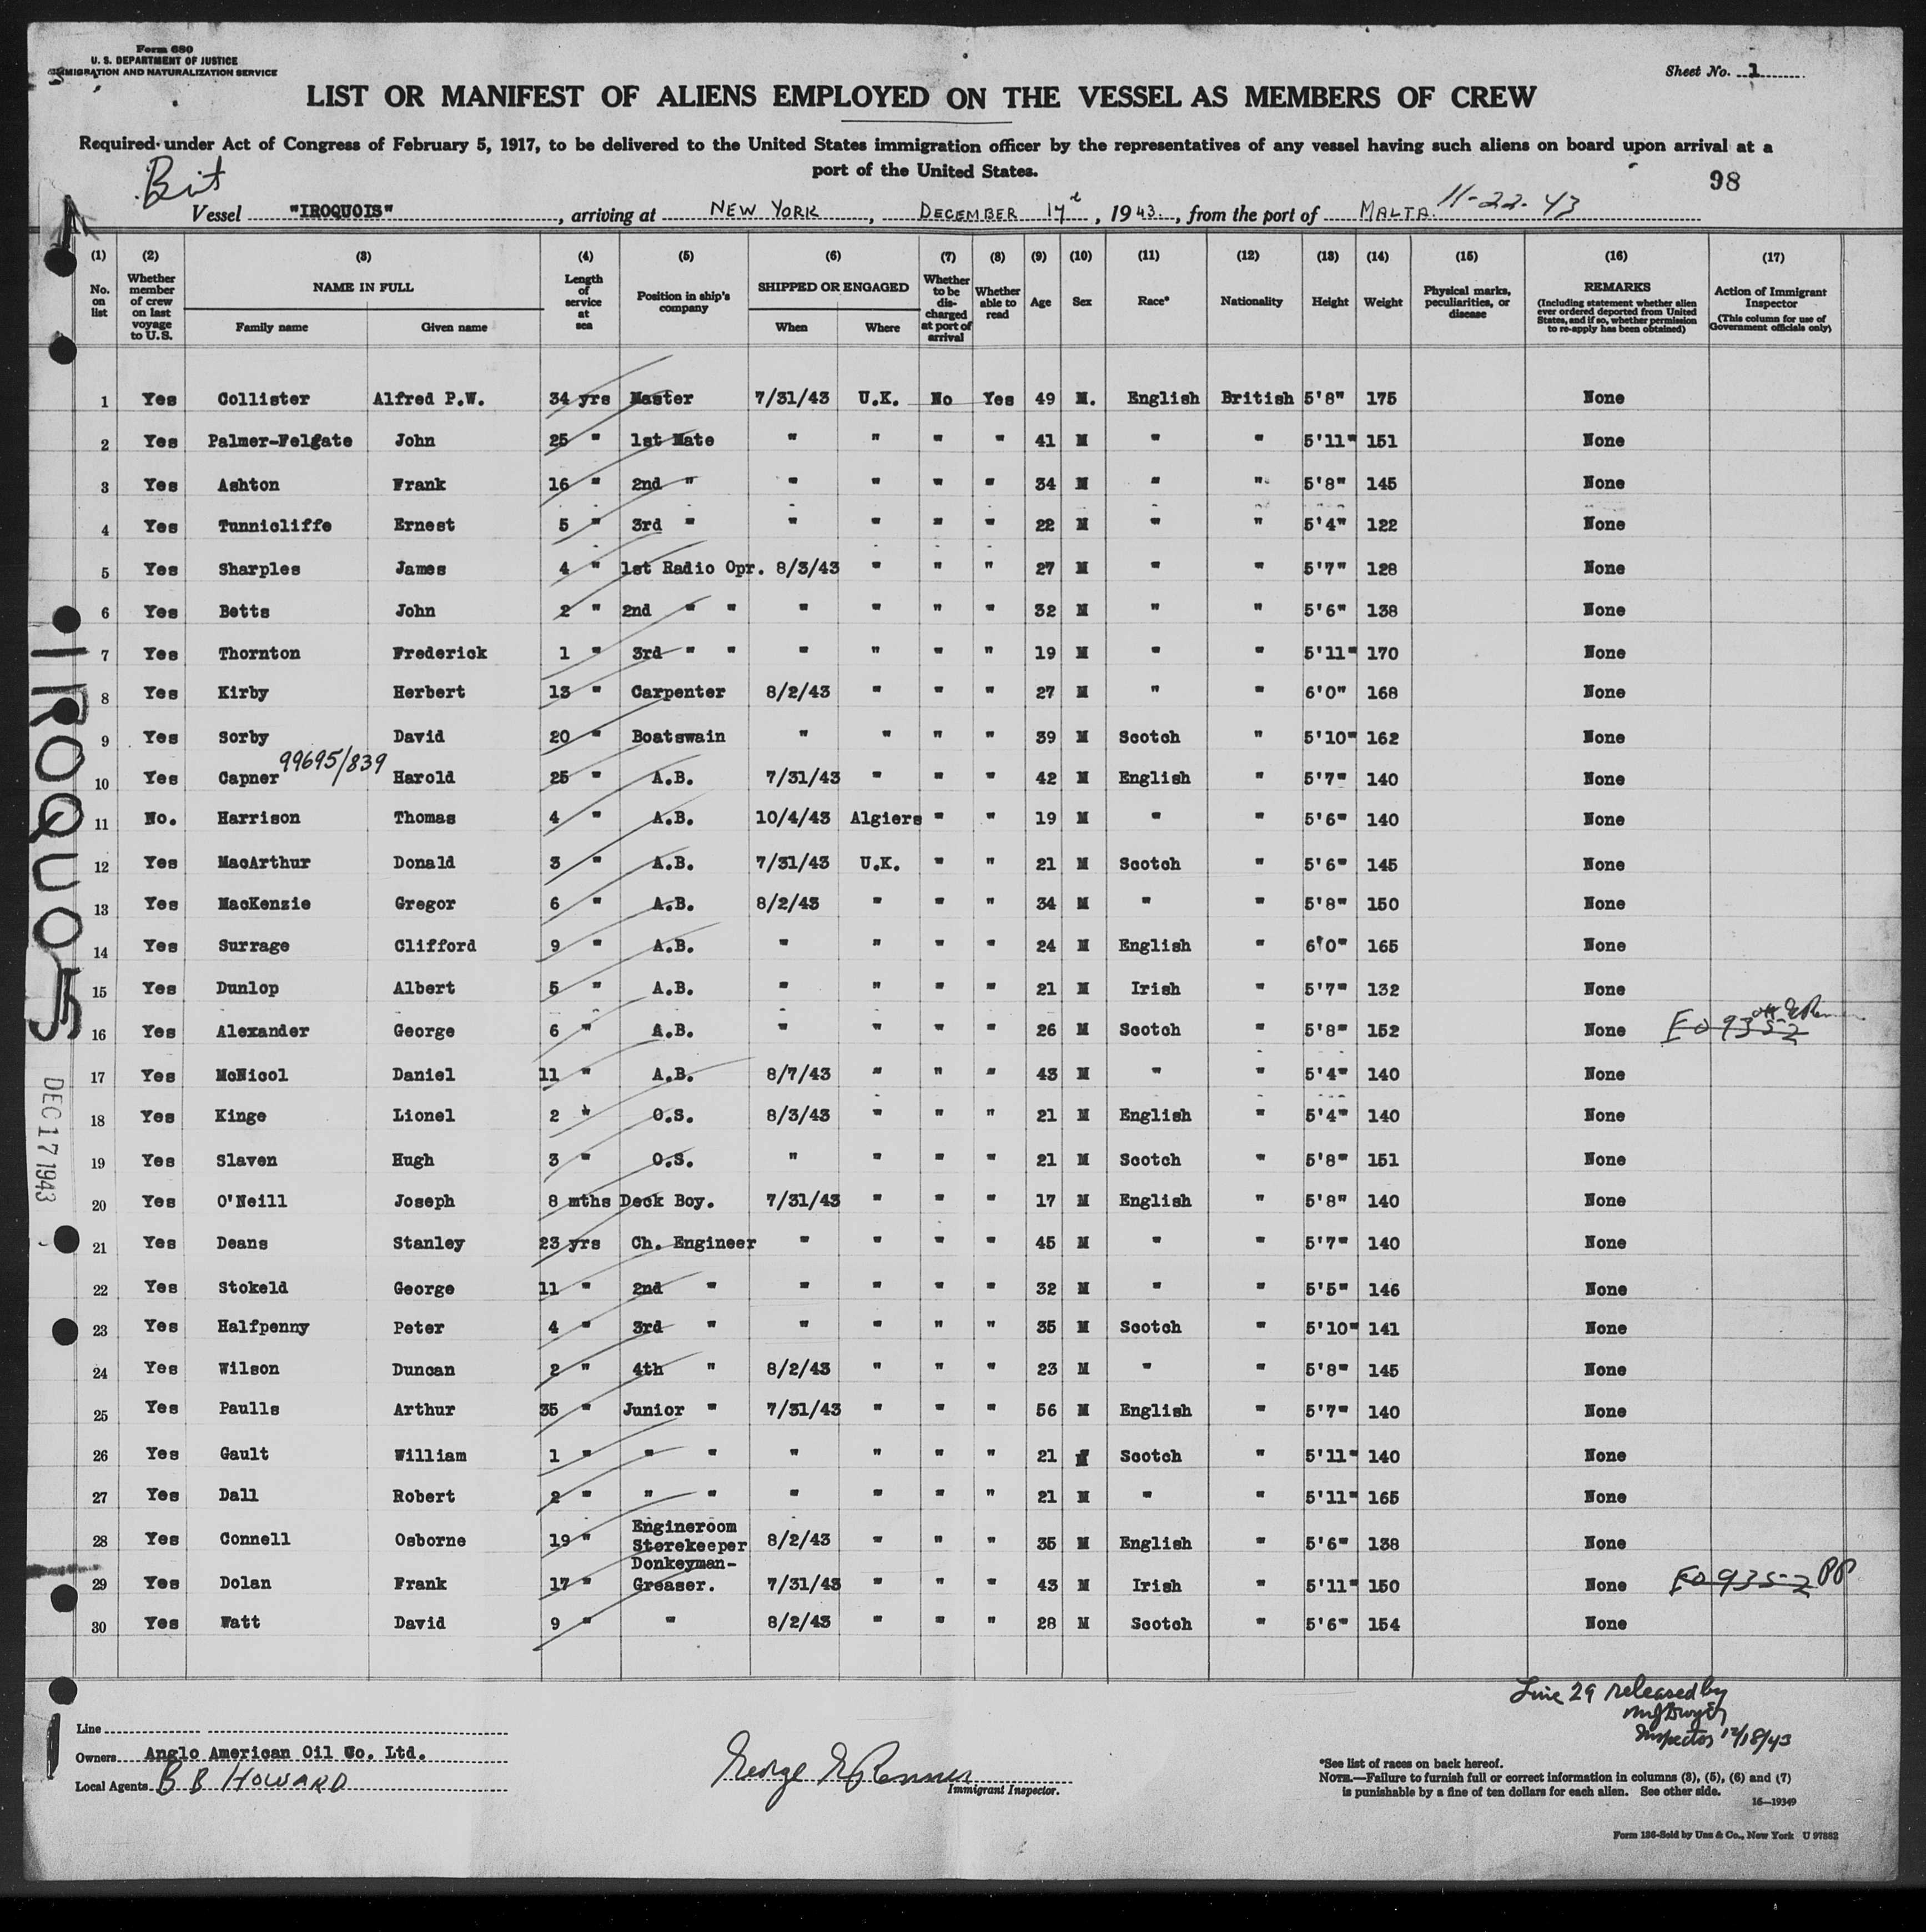 Form 680
U. S. DEPARTMENT OF JUSTICE
IMMIGRATION AND NATURALIZATION SERVICE
Sheet No. 1
LIST OR MANIFEST OF ALIENS EMPLOYED ON THE VESSEL AS MEMBERS OF CREW
Required under Act of Congress of February 5, 1917, to be delivered to the United States immigration officer by the representatives of any vessel having such aliens on board upon arrival at a
port of the United States.
98
Vessel "IROQUOIS", arriving at NEW YORK, DECEMBER 17, 1943, from the port of MALTA. 11-22-43
(1) (2) (3) (4) (5) (6) (7) (8) (9) (10) (11) (12) (13) (14) (15) (16) (17)
No. on list
Whether member of crew on last voyage to U.S.
NAME IN FULL
Family name Given name
Length of service at sea
Position in ship's company
SHIPPED OR ENGAGED
When Where
Whether to be discharged at port of arrival
Whether able to read
Age
Sex
Race*
Nationality
Height
Weight
Physical marks, peculiarities, or disease
REMARKS
(Including statement whether alien ever ordered deported from United States, and if so, whether permission to re-apply has been obtained)
Action of Immigrant Inspector
(This column for use of Government officials only)
1 Yes Collister Alfred P.W. 34 yrs Master 7/31/43 U.K. No Yes 49 M. English British 5'8" 175 None
2 Yes Palmer-Felgate John 25 " 1st Mate " " " " 41 M " " 5'11" 151 None
3 Yes Ashton Frank 16 " 2nd " " " " " 34 M " " 5'8" 145 None
4 Yes Tunnicliffe Ernest 5 " 3rd " " " " " 22 M " " 5'4" 122 None
5 Yes Sharples James 4 " 1st Radio Opr. 8/3/43 " " " 27 M " " 5'7" 128 None
6 Yes Betts John 2 " 2nd " " " " " " 32 M " " 5'6" 138 None
7 Yes Thornton Frederick 1 " 3rd " " " " " " 19 M " " 5'11" 170 None
8 Yes Kirby Herbert 13 " Carpenter 8/2/43 " " " 27 M " " 6'0" 168 None
9 Yes Sorby David 20 " Boatswain " " " " 39 M Scotch " 5'10" 162 None
99695/839
10 Yes Capner Harold 25 " A.B. 7/31/43 " " " 42 M English " 5'7" 140 None
11 No. Harrison Thomas 4 " A.B. 10/4/43 Algiers " " 19 M " " 5'6" 140 None
12 Yes MacArthur Donald 3 " A.B. 7/31/43 U.K. " " 21 M Scotch " 5'6" 145 None
13 Yes MacKenzie Gregor 6 " A.B. 8/2/43 " " " 34 M " " 5'8" 150 None
14 Yes Surrage Clifford 9 " A.B. " " " " 24 M English " 6'0" 165 None
15 Yes Dunlop Albert 5 " A.B. " " " " 21 M Irish " 5'7" 132 None
16 Yes Alexander George 6 " A.B. " " " " 26 M Scotch " 5'8" 152 None EO 9352
17 Yes McNicol Daniel 11 " A.B. 8/7/43 " " " 43 M " " 5'4" 140 None
18 Yes Kinge Lionel 2 " O.S. 8/3/43 " " " 21 M English " 5'4" 140 None
19 Yes Slaven Hugh 3 " O.S. " " " " 21 M Scotch " 5'8" 151 None
20 Yes O'Neill Joseph 8 mths Deck Boy. 7/31/43 " " " 17 M English " 5'8" 140 None
21 Yes Deans Stanley 23 yrs Ch. Engineer " " " " 45 M " " 5'7" 140 None
22 Yes Stokeld George 11 " 2nd " " " " " 32 M " " 5'5" 146 None
23 Yes Halfpenny Peter 4 " 3rd " " " " " 35 M Scotch " 5'10" 141 None
24 Yes Wilson Duncan 2 " 4th " 8/2/43 " " " 23 M " " 5'8" 145 None
25 Yes Paulls Arthur 35 " Junior " 7/31/43 " " " 56 M English " 5'7" 140 None
26 Yes Gault William 1 " " " " " " " 21 M Scotch " 5'11" 140 None
27 Yes Dall Robert 2 " " " " " " " 21 M " " 5'11" 165 None
28 Yes Connell Osborne 19 " Engineroom Storekeeper 8/2/43 " " " 35 M English " 5'6" 138 None
29 Yes Dolan Frank 17 " Donkeyman-Greaser. 7/31/43 " " " 43 M Irish " 5'11" 150 None EO 9352 PP
30 Yes Watt David 9 " " 8/2/43 " " " 28 M Scotch " 5'6" 154 None
IROQUOIS
DEC 17 1943
Line 29 released by
Inspector 12/18/43
Line
Owners Anglo American Oil Co. Ltd.
Local Agents B B HOWARD
George Immigrant Inspector.
*See list of races on back hereof.
NOTE.—Failure to furnish full or correct information in columns (3), (5), (6) and (7)
is punishable by a fine of ten dollars for each alien. See other side.
16—19349
Form 136-Sold by Unz & Co., New York U 97882